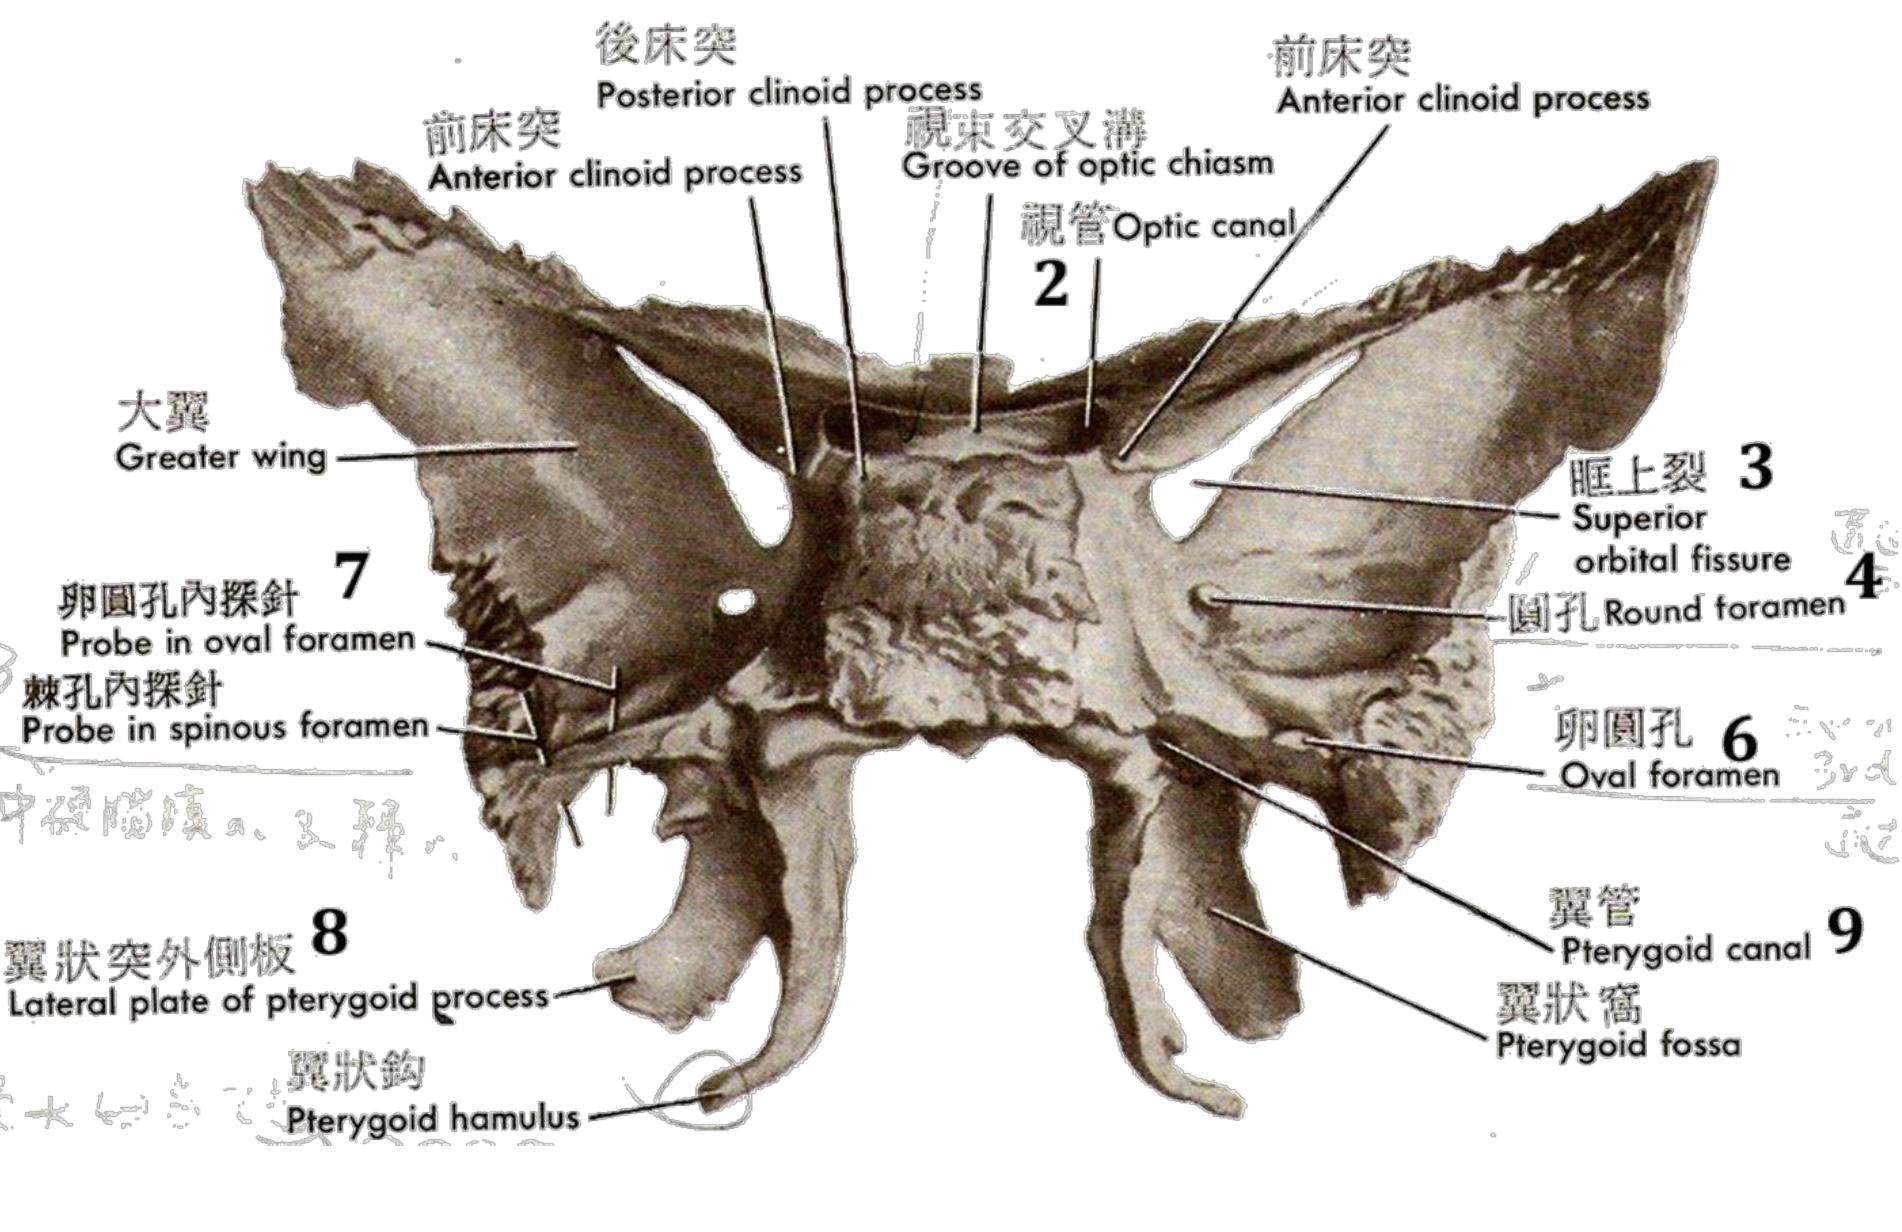 後床突
Posterior clinoid process
前床突
Anterior clinoid process
前床突
Anterior clinoid process
視束交叉溝
Groove of optic chiasm
視管 Optic canal
2
大翼
Greater wing
眶上裂 3
Superior
orbital fissure
4
圓孔 Round foramen
7
卵圓孔內探針
Probe in oval foramen
棘孔內探針
Probe in spinous foramen
卵圓孔 6
Oval foramen
3rd
中硬腦膜
翼管
Pterygoid canal 9
翼狀突外側板 8
Lateral plate of pterygoid process
翼狀窩
Pterygoid fossa
翼狀鈎
Pterygoid hamulus